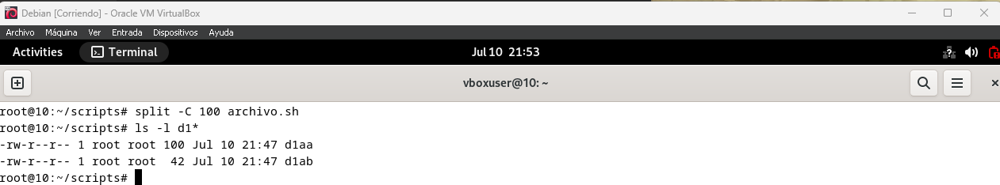 Debian [Corriendo] - Oracle VM VirtualBox
Archivo Máquina Ver Entrada Dispositivos Ayuda
Activities Terminal Jul 10 21:53
vboxuser@10: ~
root@10:~/scripts# split -C 100 archivo.sh
root@10:~/scripts# ls -l d1*
-rw-r--r-- 1 root root 100 Jul 10 21:47 d1aa
-rw-r--r-- 1 root root  42 Jul 10 21:47 d1ab
root@10:~/scripts#